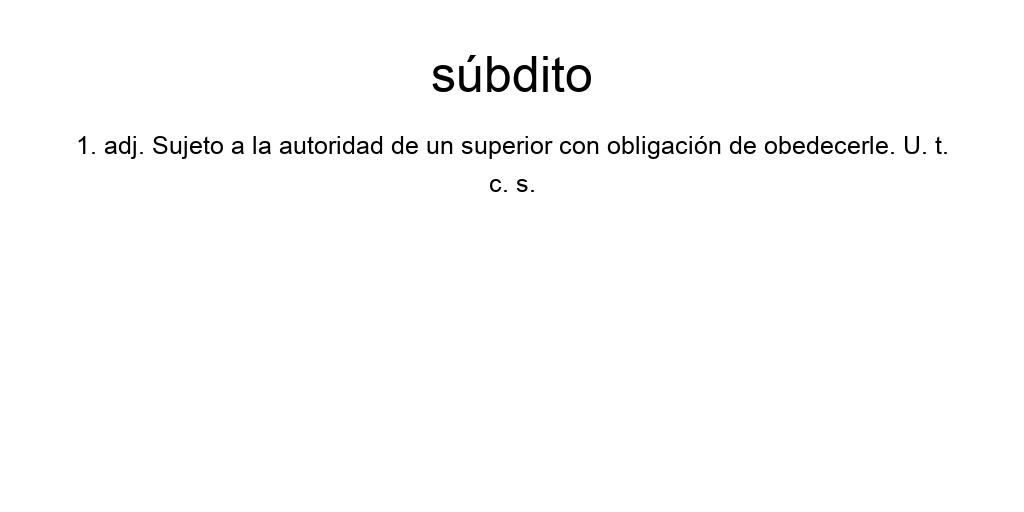 súbdito
1. adj. Sujeto a la autoridad de un superior con obligación de obedecerle. U. t.
c. s.